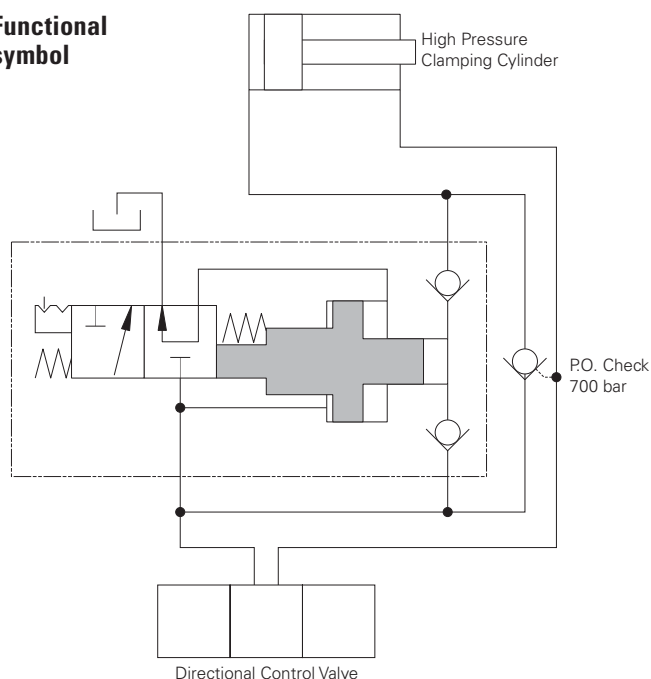 Functional
symbol
High Pressure
Clamping Cylinder
P.O. Check
700 bar
Directional Control Valve